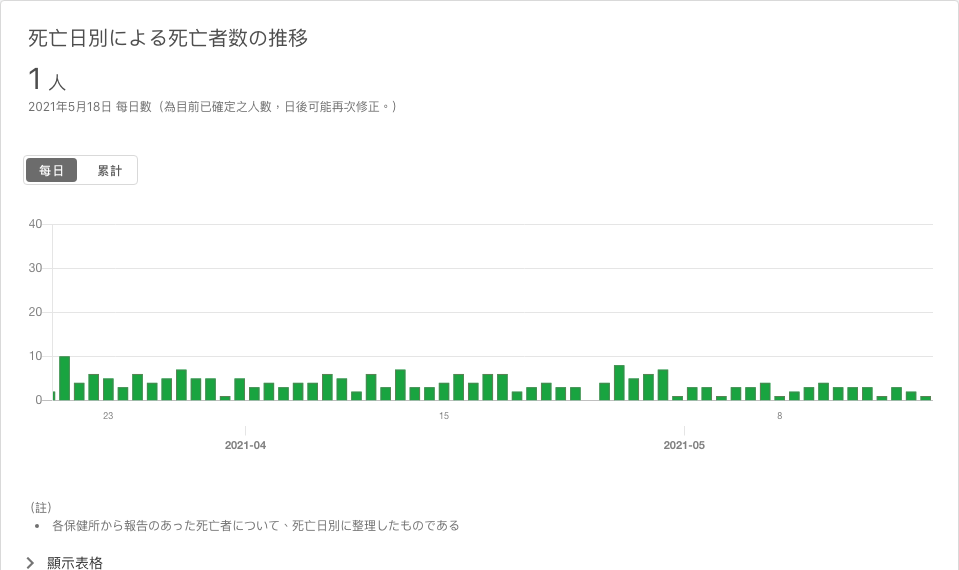 死亡日別による死亡者数の推移
1 人
2021年5月18日 每日數（為目前已確定之人數，日後可能再次修正。）
每日 累計
40
30
20
10
0
23 15 8
2021-04 2021-05
（註）
• 各保健所から報告のあった死亡者について、死亡日別に整理したものである
顯示表格